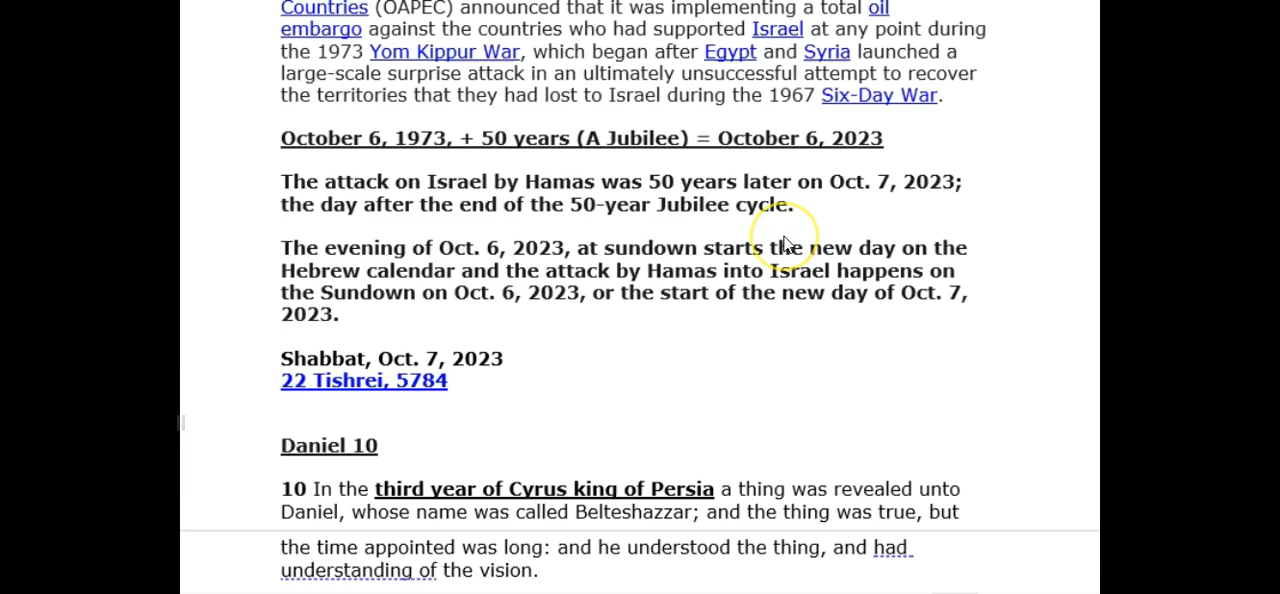 Countries (OAPEC) announced that it was implementing a total oil
embargo against the countries who had supported Israel at any point during
the 1973 Yom Kippur War, which began after Egypt and Syria launched a
large-scale surprise attack in an ultimately unsuccessful attempt to recover
the territories that they had lost to Israel during the 1967 Six-Day War.
October 6, 1973, + 50 years (A Jubilee) = October 6, 2023
The attack on Israel by Hamas was 50 years later on Oct. 7, 2023;
the day after the end of the 50-year Jubilee cycle.
The evening of Oct. 6, 2023, at sundown starts the new day on the
Hebrew calendar and the attack by Hamas into Israel happens on
the Sundown on Oct. 6, 2023, or the start of the new day of Oct. 7,
2023.
Shabbat, Oct. 7, 2023
22 Tishrei, 5784
Daniel 10
10 In the third year of Cyrus king of Persia a thing was revealed unto
Daniel, whose name was called Belteshazzar; and the thing was true, but
the time appointed was long: and he understood the thing, and had
understanding of the vision.